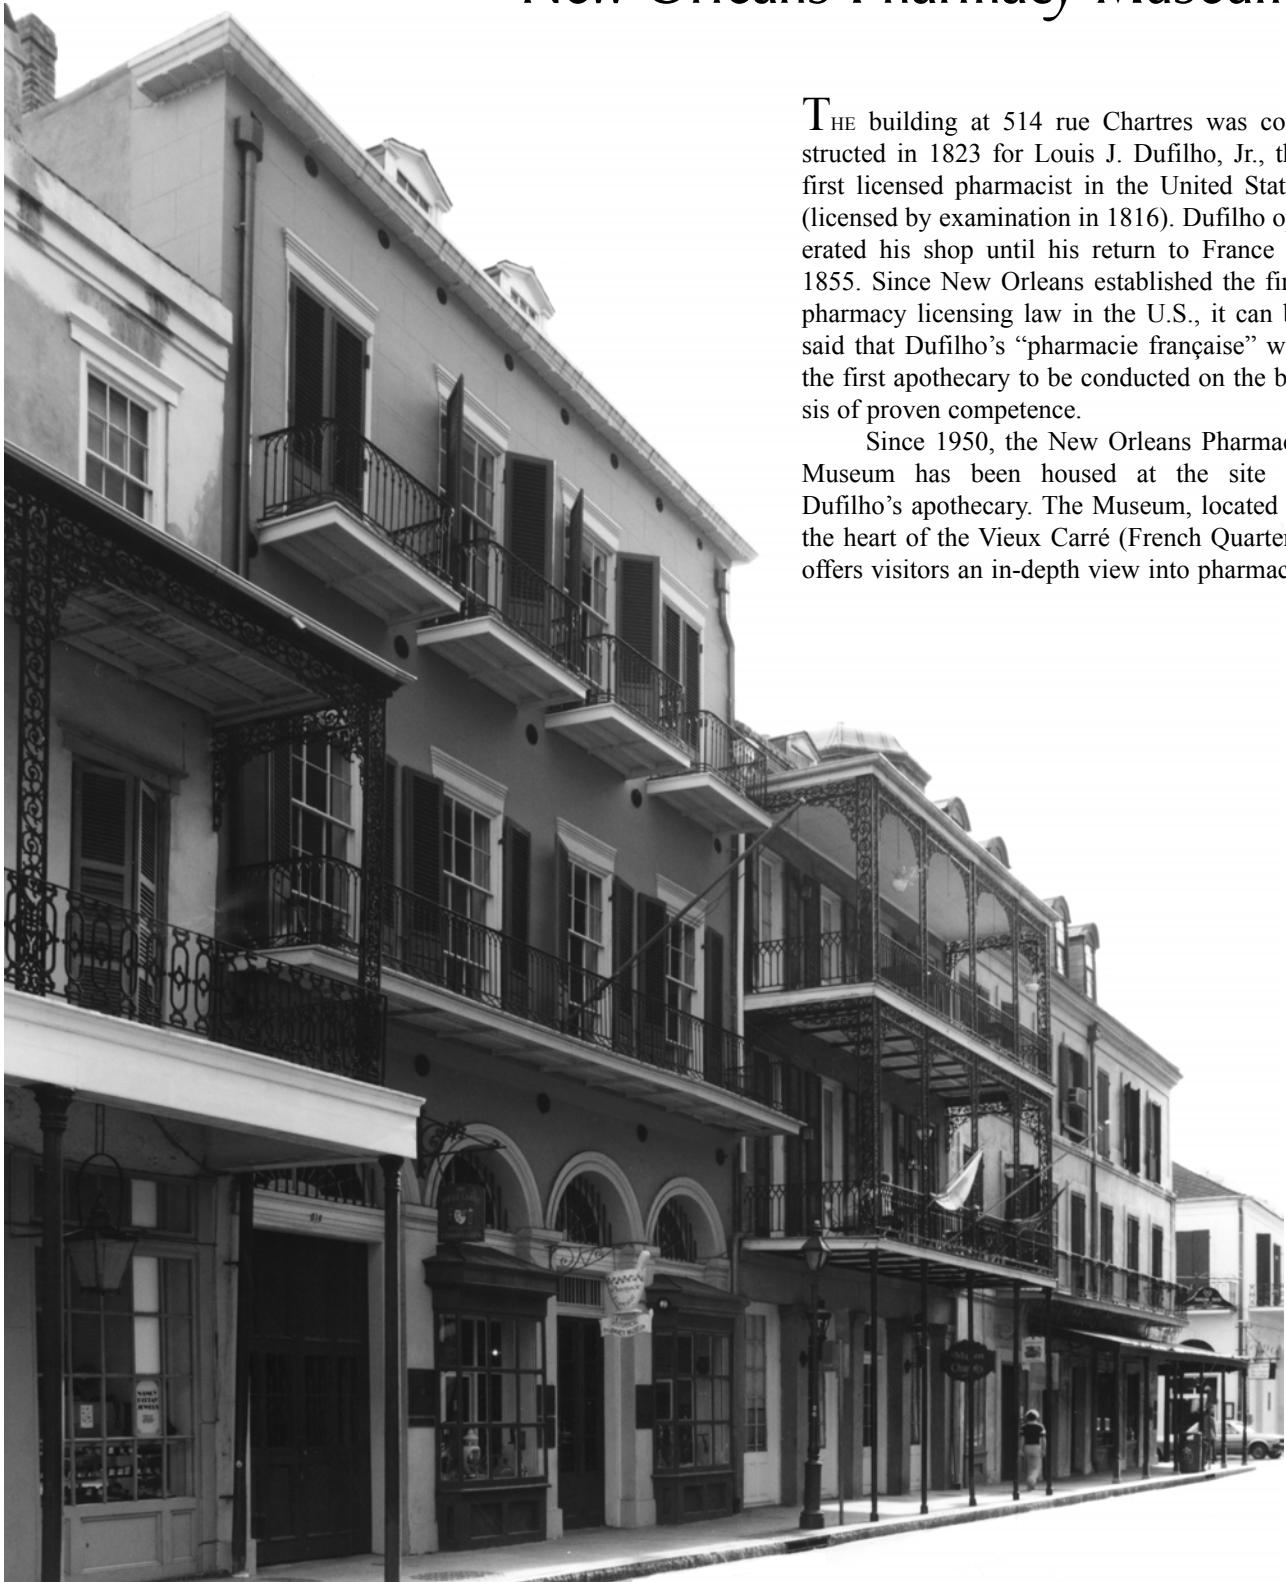 New Orleans Pharmacy Museum
THE building at 514 rue Chartres was co
structed in 1823 for Louis J. Dufilho, Jr., th
first licensed pharmacist in the United Stat
(licensed by examination in 1816). Dufilho o
erated his shop until his return to France
1855. Since New Orleans established the fir
pharmacy licensing law in the U.S., it can b
said that Dufilho’s “pharmacie française” w
the first apothecary to be conducted on the b
sis of proven competence.
Since 1950, the New Orleans Pharmac
Museum has been housed at the site
Dufilho’s apothecary. The Museum, located
the heart of the Vieux Carré (French Quarter
offers visitors an in-depth view into pharmac